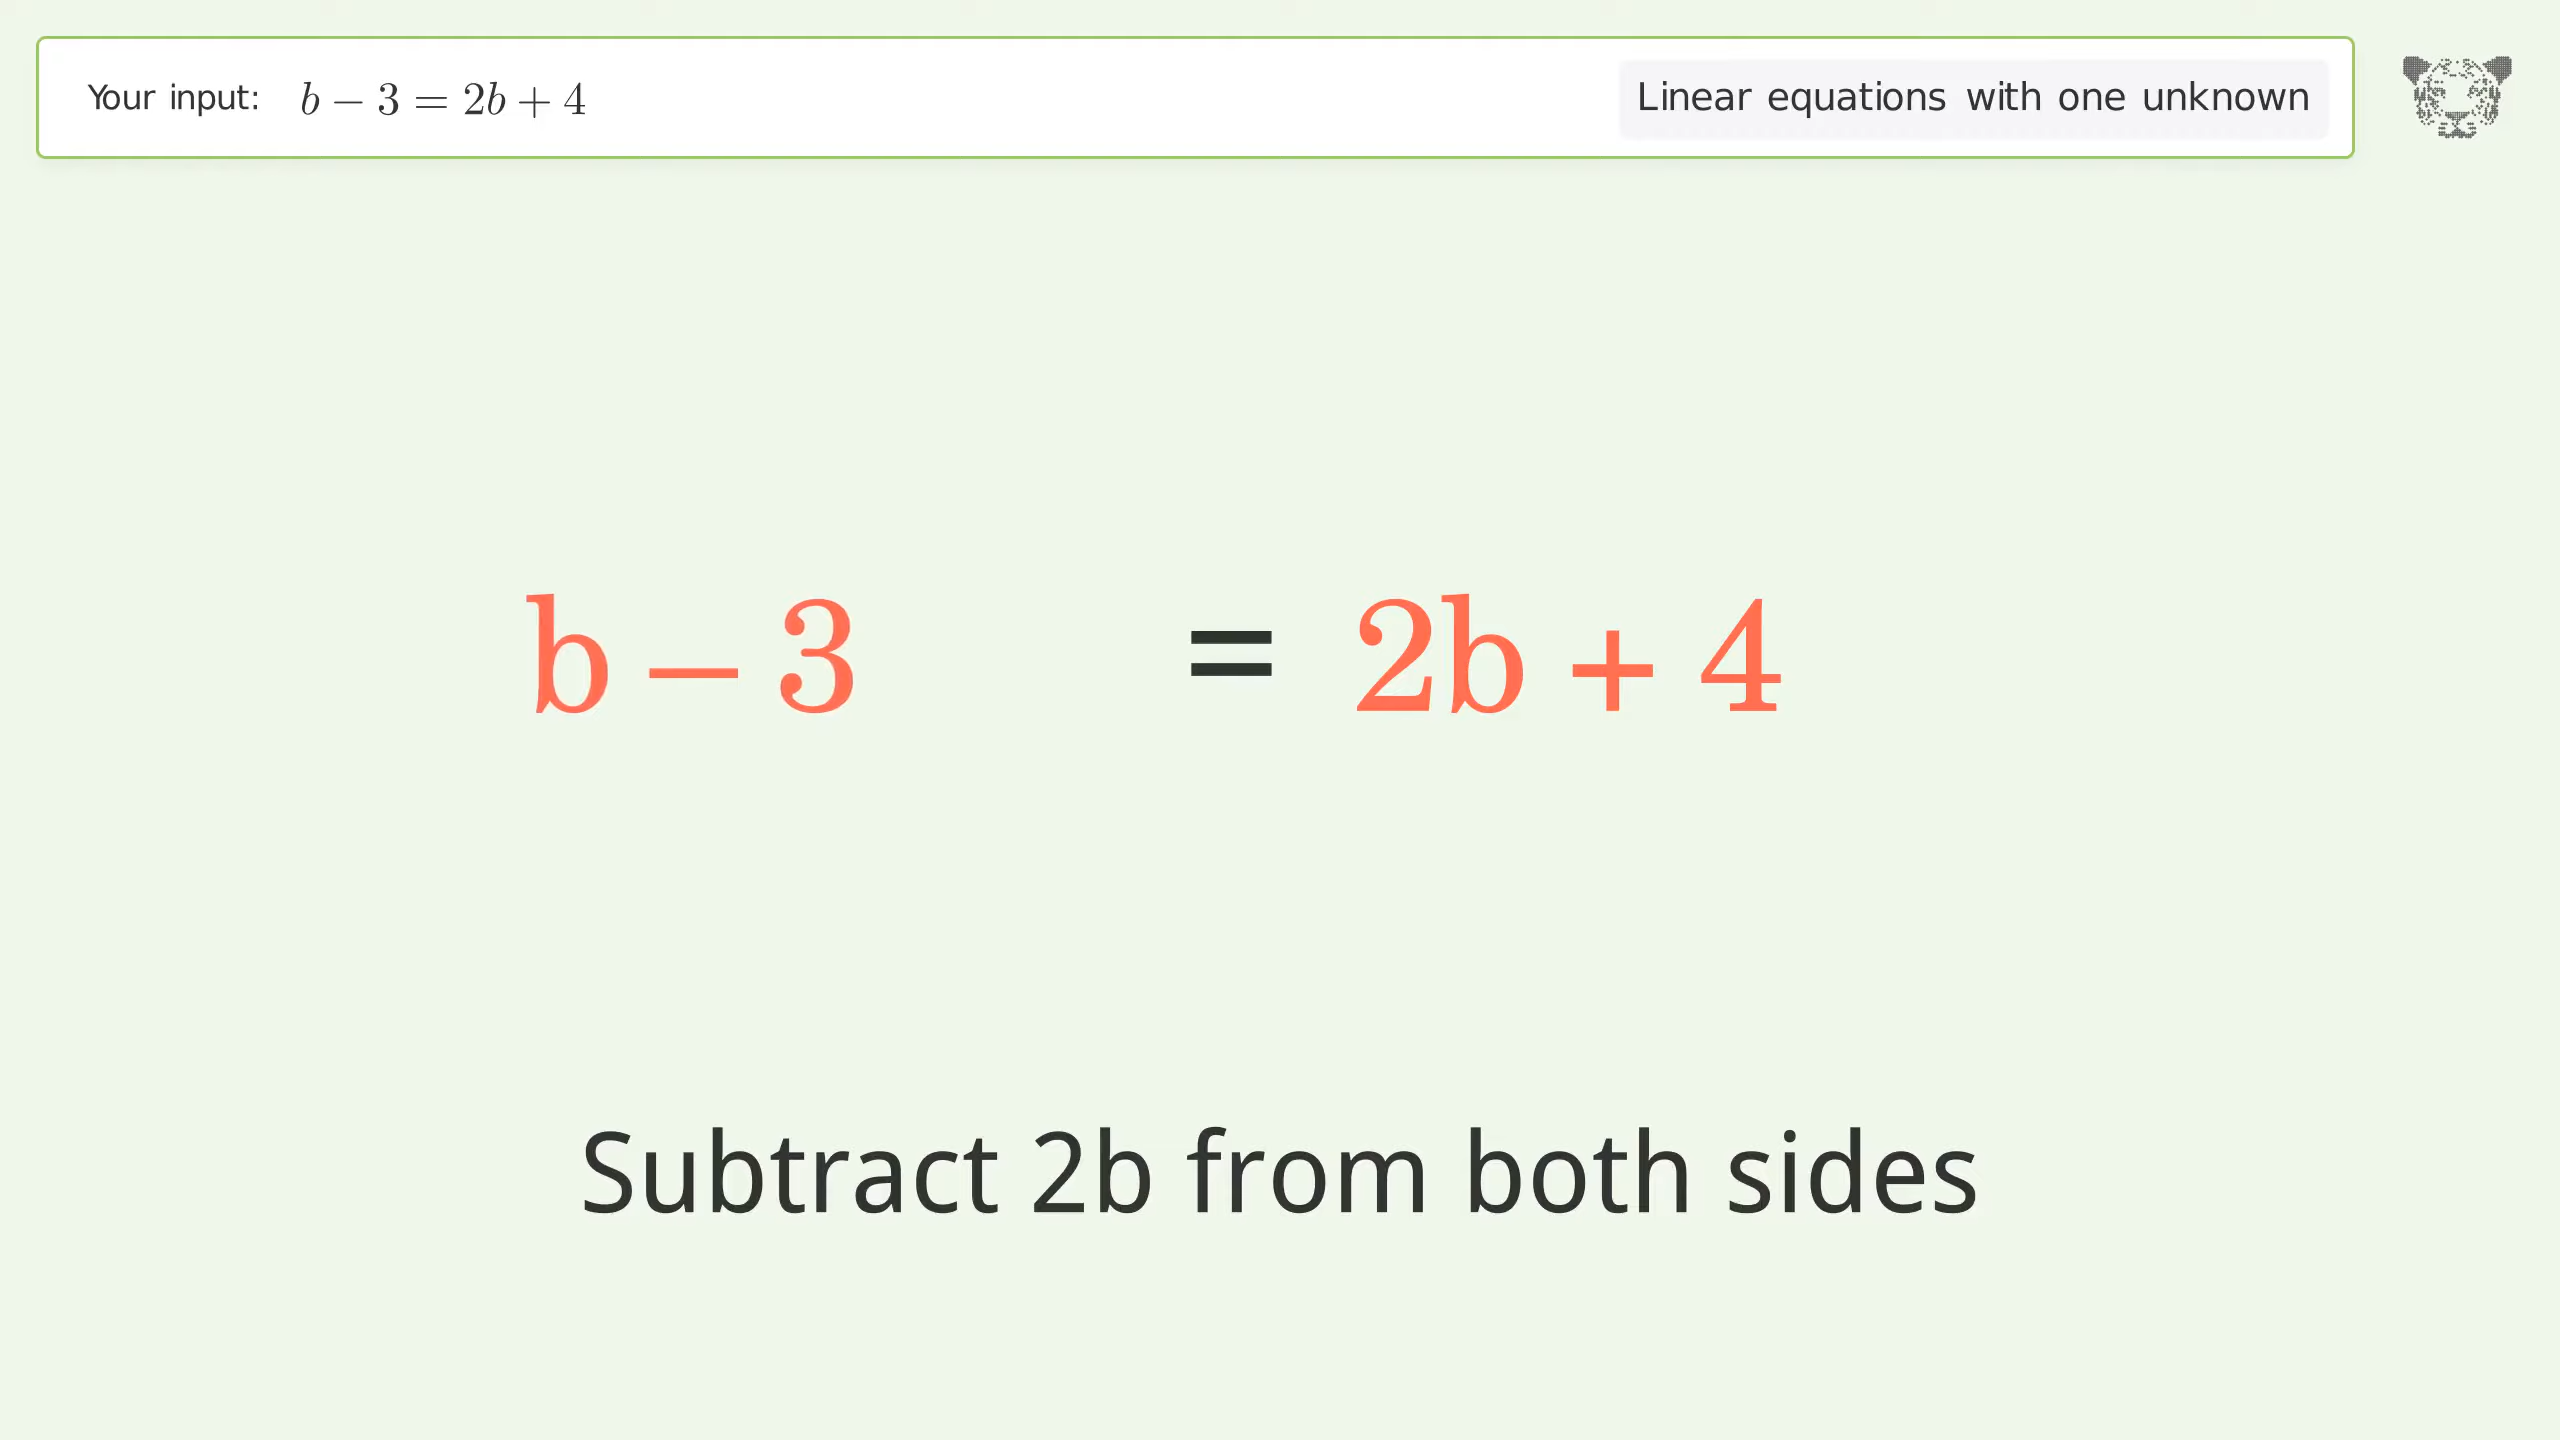 Your input: b − 3 = 2b + 4
Linear equations with one unknown
b − 3 = 2b + 4
Subtract 2b from both sides